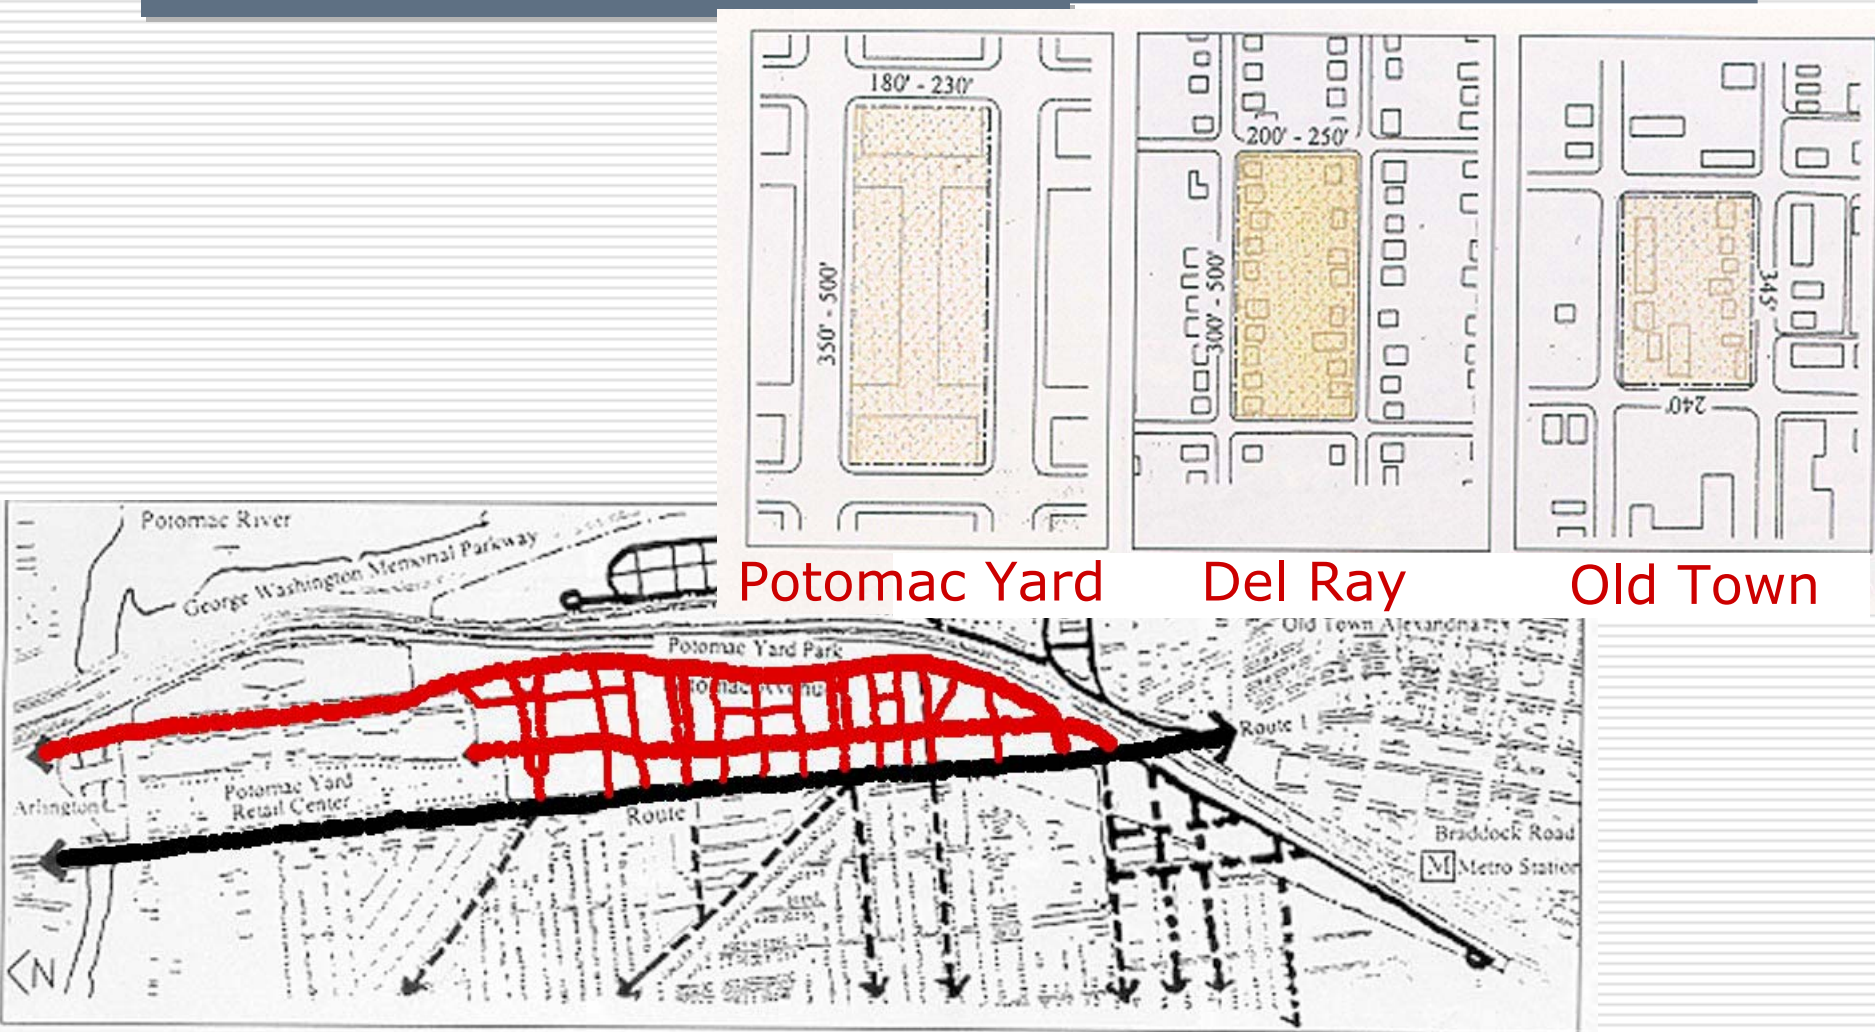 180' - 230'
350' - 500'
200' - 250'
300' - 500'
345'
240'
Potomac Yard
Del Ray
Old Town
Potomac River
George Washington Memorial Parkway
Potomac Yard Park
Old Town Alexandria
Route 1
Potomac Yard
Retail Center
Arlington
Route 1
Braddock Road
M Metro Station
N